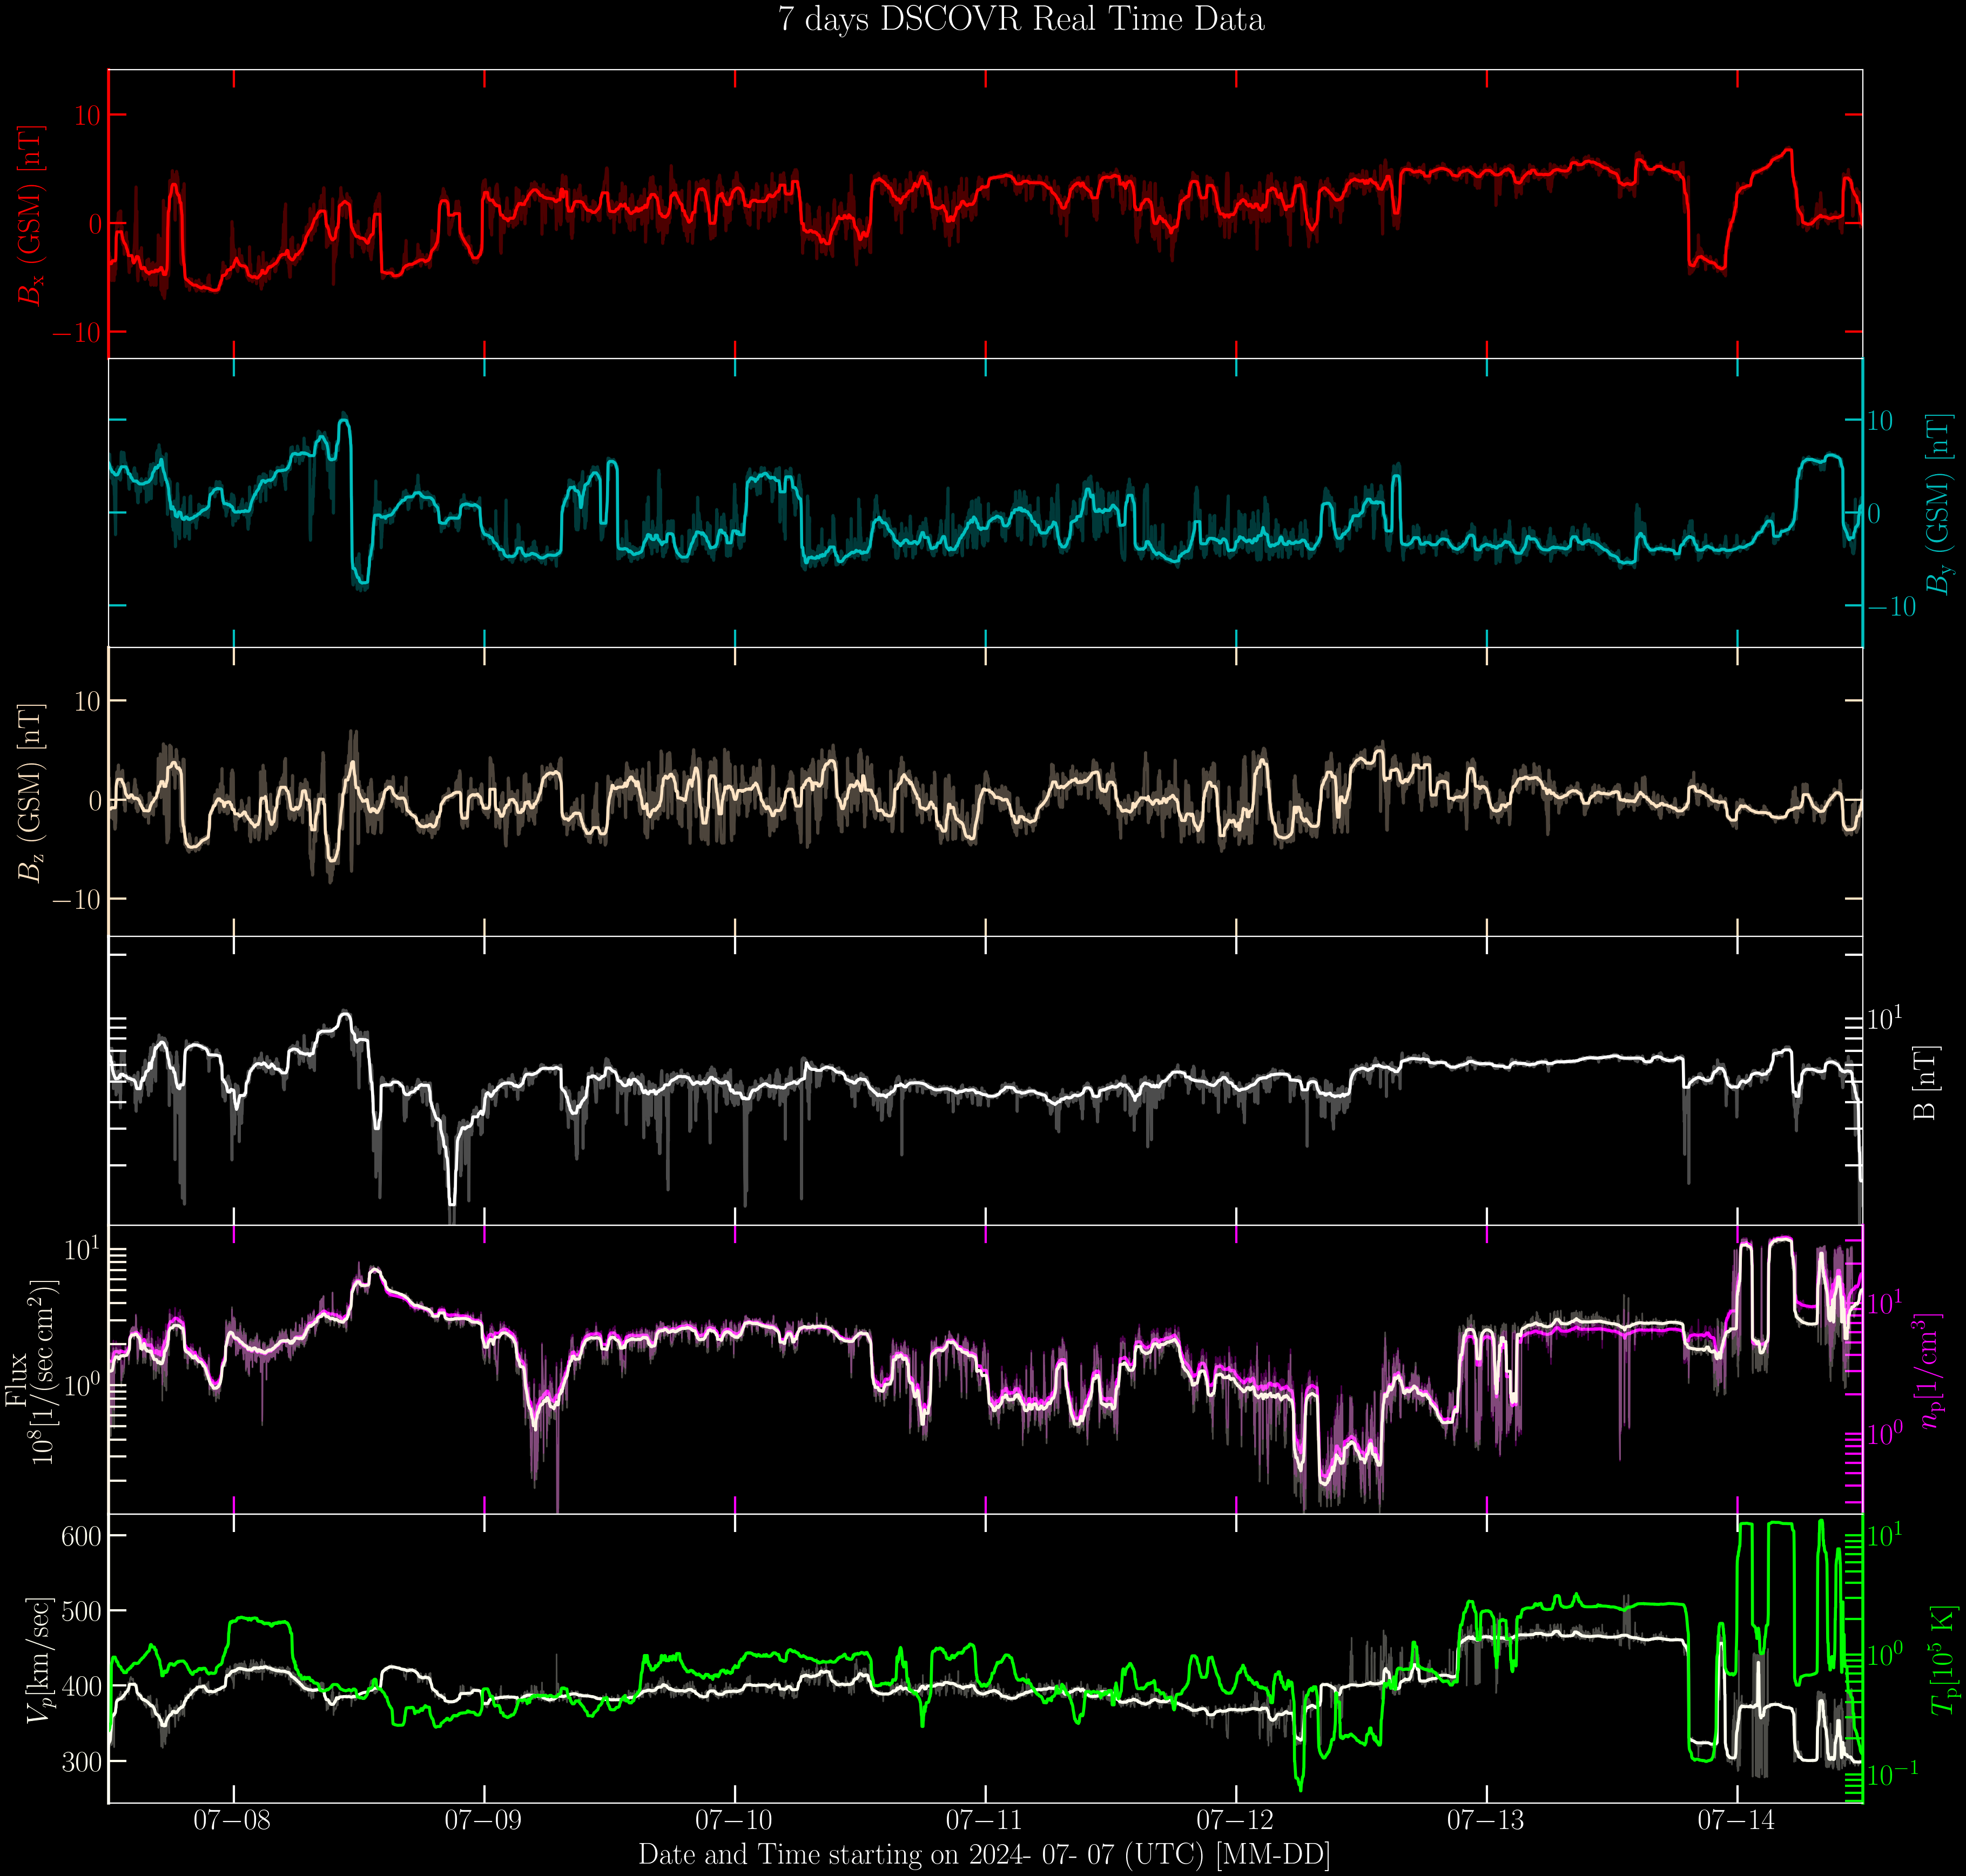 7 days DSCOVR Real Time Data
10
0
−10
Bx (GSM) [nT]
10
0
−10
By (GSM) [nT]
10
0
−10
Bz (GSM) [nT]
10^1
B [nT]
10^1
10^0
Flux
10^8[1/(sec cm^2)]
10^1
10^0
np[1/cm^3]
600
500
400
300
Vp[km/sec]
10^1
10^0
10^−1
Tp[10^5 K]
07−08 07−09 07−10 07−11 07−12 07−13 07−14
Date and Time starting on 2024- 07- 07 (UTC) [MM-DD]